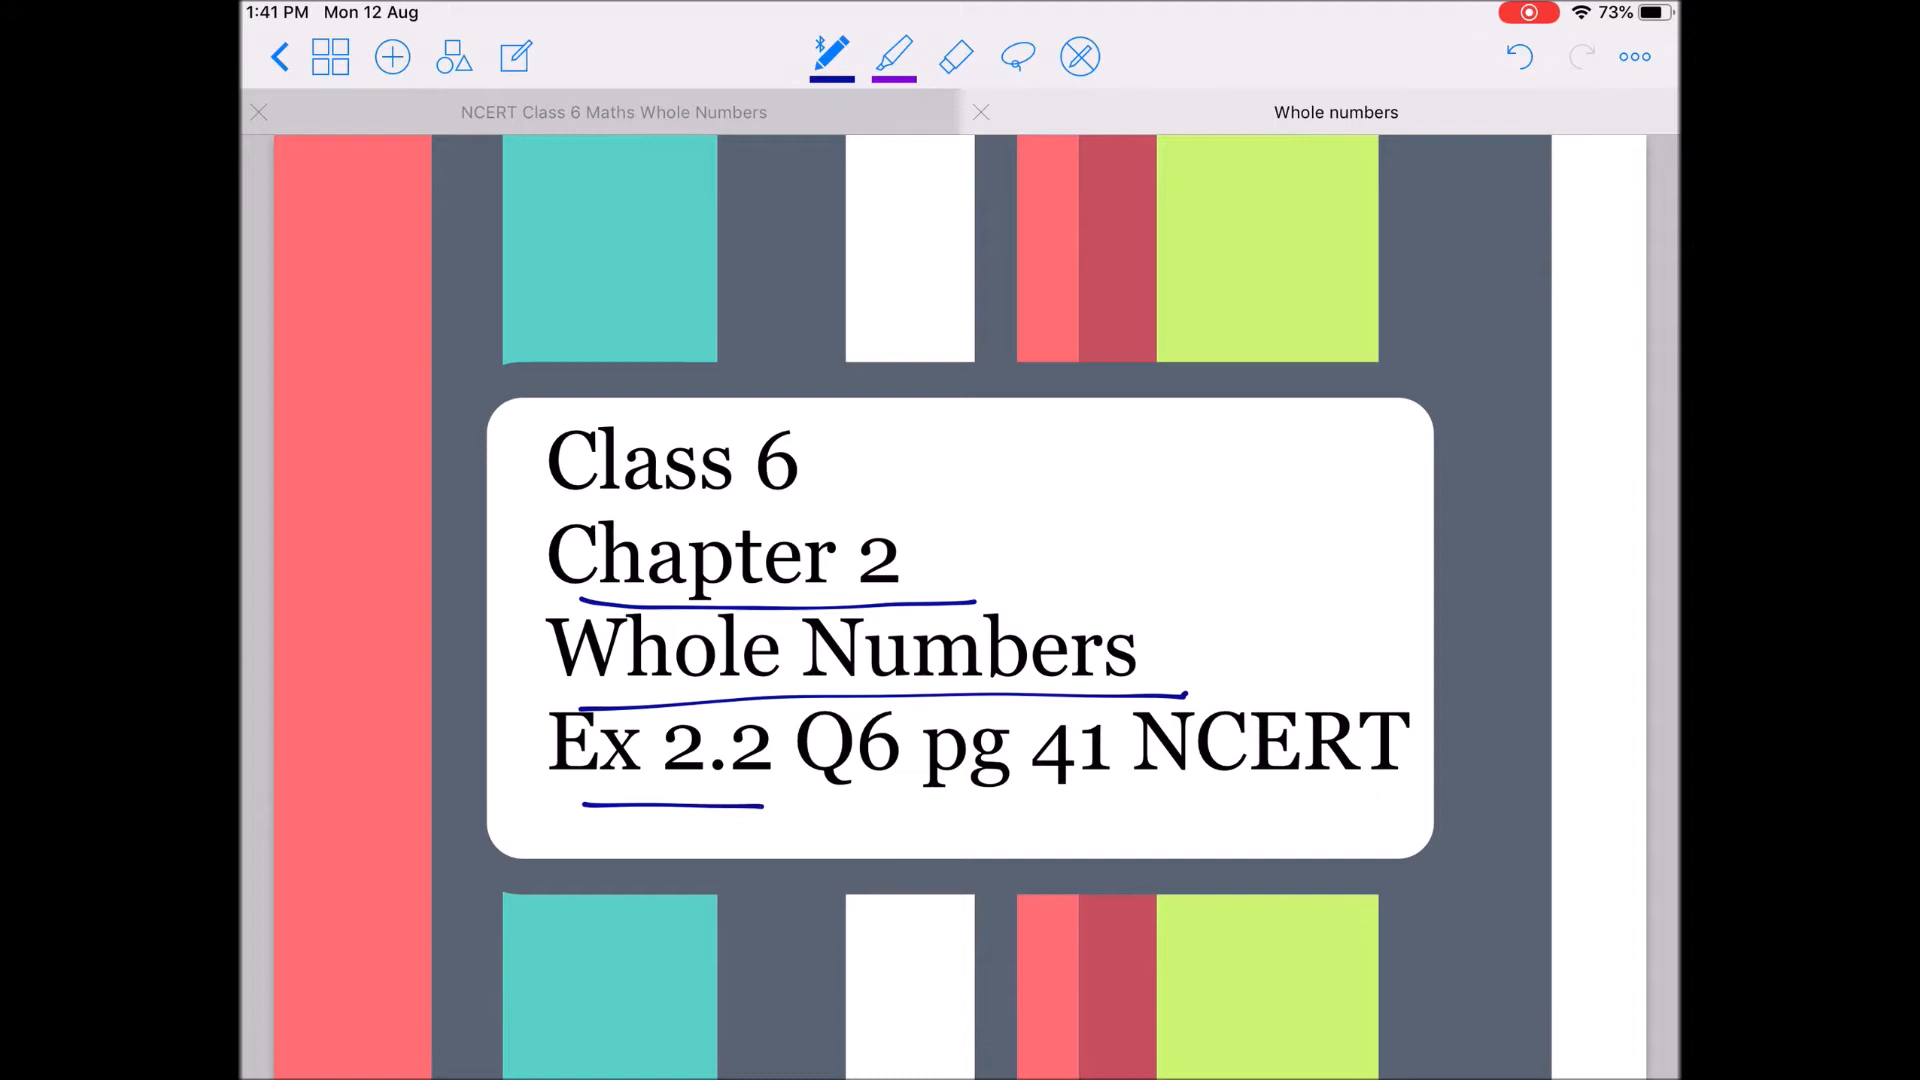 1:41 PM Mon 12 Aug
73%
NCERT Class 6 Maths Whole Numbers
Whole numbers
Class 6
Chapter 2
Whole Numbers
Ex 2.2 Q6 pg 41 NCERT